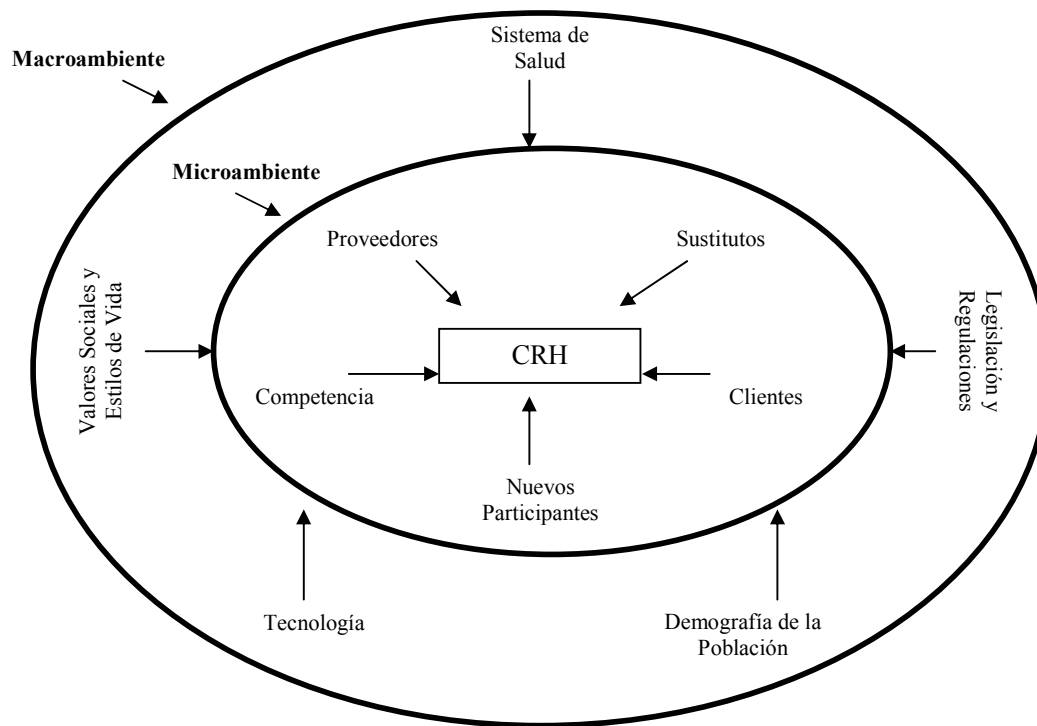 Sistema de
Salud
Macroambiente
Microambiente
Proveedores
Sustitutos
Valores Sociales y
Estilos de Vida
Legislación y
Regulaciones
CRH
Competencia
Clientes
Nuevos
Participantes
Tecnología
Demografía de la
Población